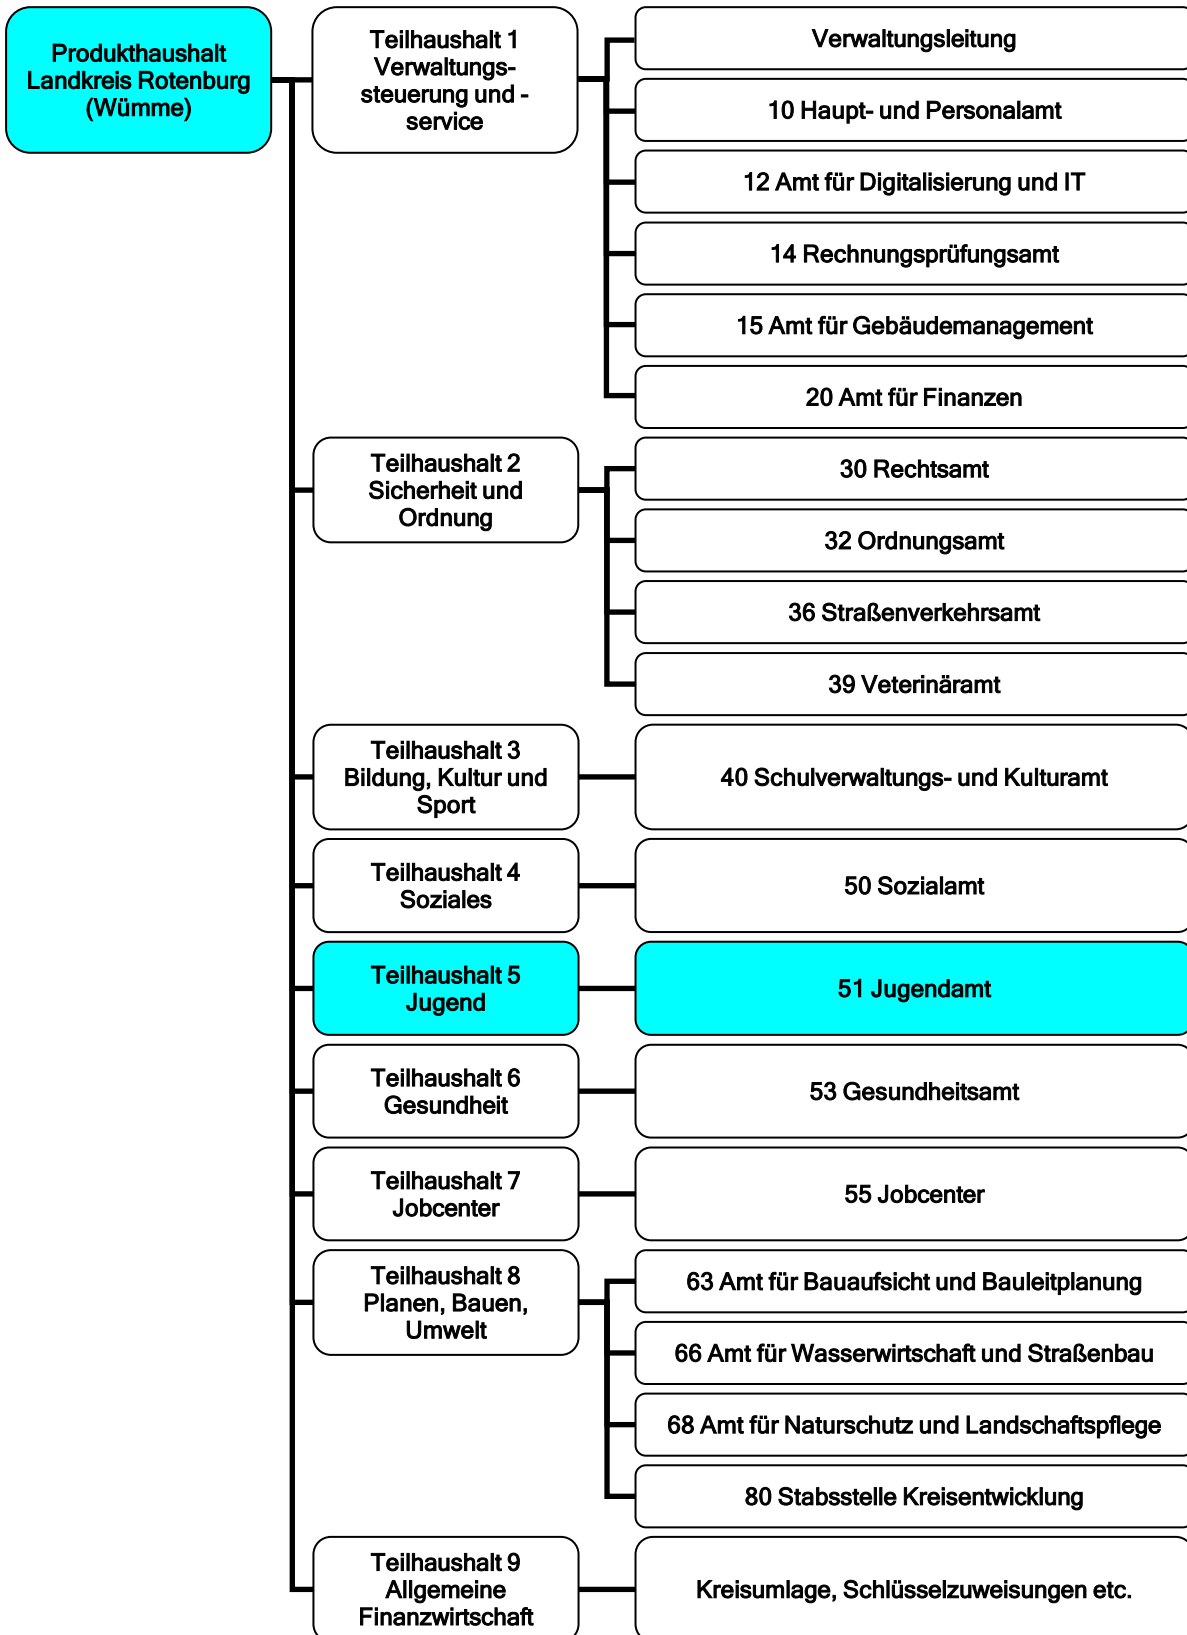 Produkthaushalt
Landkreis Rotenburg
(Wümme)
Teilhaushalt 1
Verwaltungs-
steuerung und -
service
Verwaltungsleitung
10 Haupt- und Personalamt
12 Amt für Digitalisierung und IT
14 Rechnungsprüfungsamt
15 Amt für Gebäudemanagement
20 Amt für Finanzen
Teilhaushalt 2
Sicherheit und
Ordnung
30 Rechtsamt
32 Ordnungsamt
36 Straßenverkehrsamt
39 Veterinäramt
Teilhaushalt 3
Bildung, Kultur und
Sport
40 Schulverwaltungs- und Kulturamt
Teilhaushalt 4
Soziales
50 Sozialamt
Teilhaushalt 5
Jugend
51 Jugendamt
Teilhaushalt 6
Gesundheit
53 Gesundheitsamt
Teilhaushalt 7
Jobcenter
55 Jobcenter
Teilhaushalt 8
Planen, Bauen,
Umwelt
63 Amt für Bauaufsicht und Bauleitplanung
66 Amt für Wasserwirtschaft und Straßenbau
68 Amt für Naturschutz und Landschaftspflege
80 Stabsstelle Kreisentwicklung
Teilhaushalt 9
Allgemeine
Finanzwirtschaft
Kreisumlage, Schlüsselzuweisungen etc.